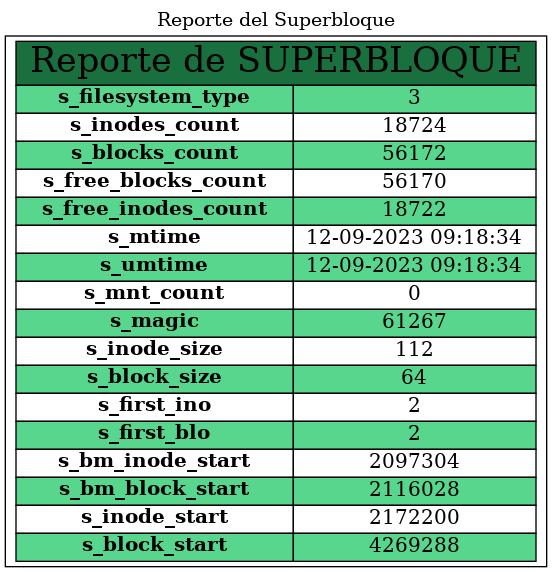 Reporte del Superbloque
Reporte de SUPERBLOQUE
s_filesystem_type 3
s_inodes_count 18724
s_blocks_count 56172
s_free_blocks_count 56170
s_free_inodes_count 18722
s_mtime 12-09-2023 09:18:34
s_umtime 12-09-2023 09:18:34
s_mnt_count 0
s_magic 61267
s_inode_size 112
s_block_size 64
s_first_ino 2
s_first_blo 2
s_bm_inode_start 2097304
s_bm_block_start 2116028
s_inode_start 2172200
s_block_start 4269288